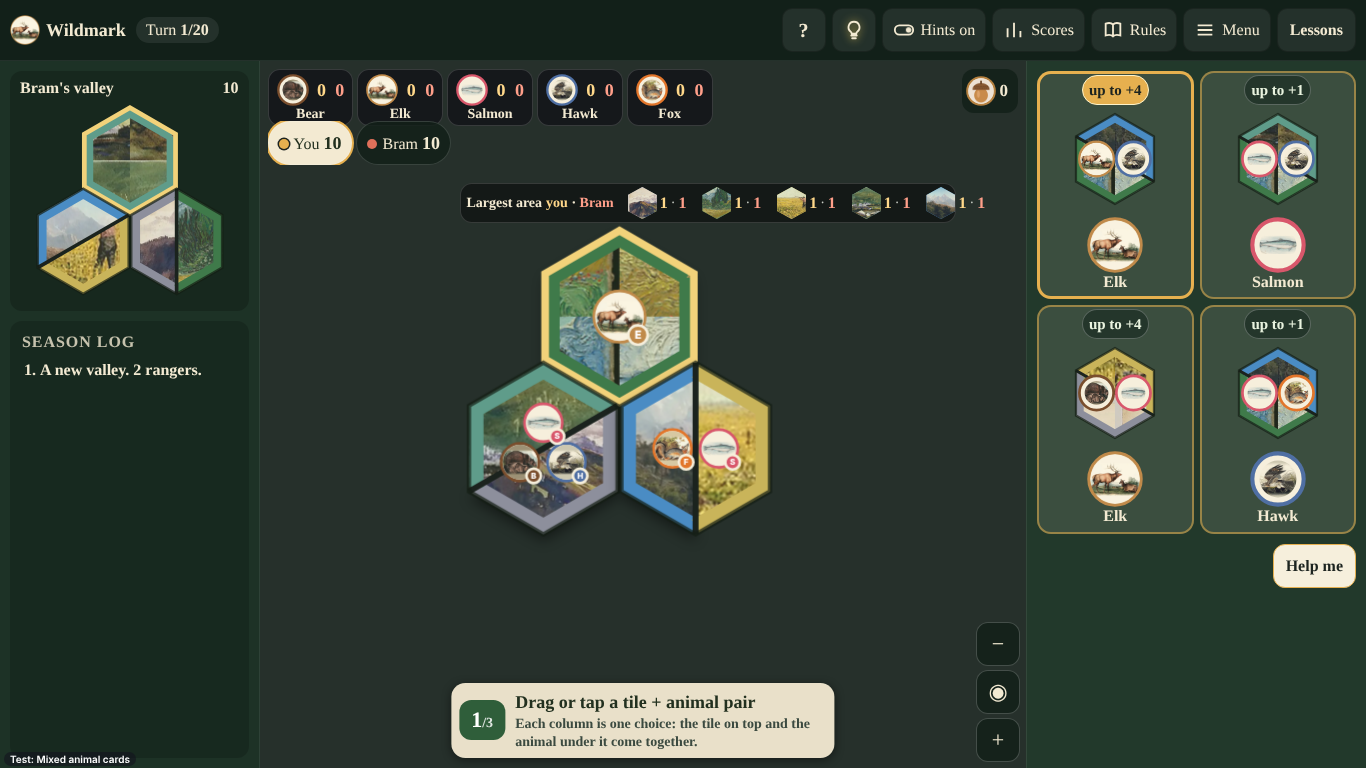 Wildmark
Turn 1/20
?
Hints on
Scores
Rules
Menu
Lessons
Bram's valley 10
SEASON LOG
1. A new valley. 2 rangers.
0 0
Bear
0 0
Elk
0 0
Salmon
0 0
Hawk
0 0
Fox
0
You 10
Bram 10
Largest area you · Bram
1 · 1
1 · 1
1 · 1
1 · 1
1 · 1
E
S
B
H
F
S
up to +4
Elk
up to +1
Salmon
up to +4
Elk
up to +1
Hawk
Help me
−
+
1/3
Drag or tap a tile + animal pair
Each column is one choice: the tile on top and the
animal under it come together.
Test: Mixed animal cards